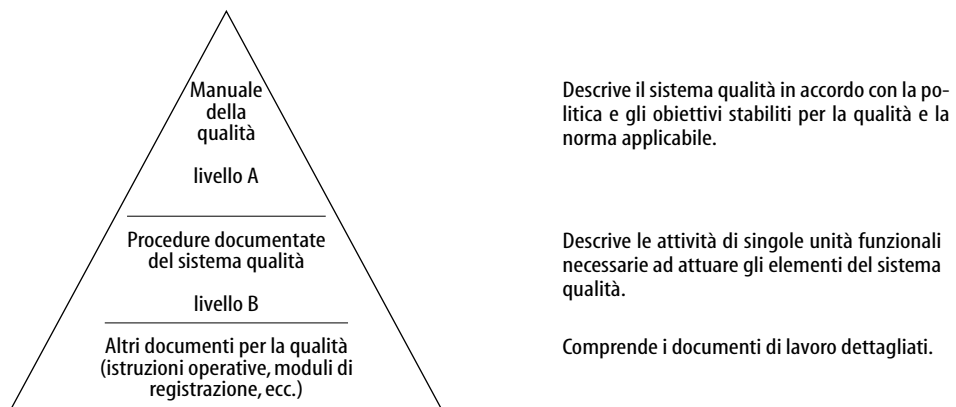 Manuale
della
qualità
livello A
Descrive il sistema qualità in accordo con la po-
litica e gli obiettivi stabiliti per la qualità e la
norma applicabile.
Procedure documentate
del sistema qualità
livello B
Descrive le attività di singole unità funzionali
necessarie ad attuare gli elementi del sistema
qualità.
Altri documenti per la qualità
(istruzioni operative, moduli di
registrazione, ecc.)
Comprende i documenti di lavoro dettagliati.